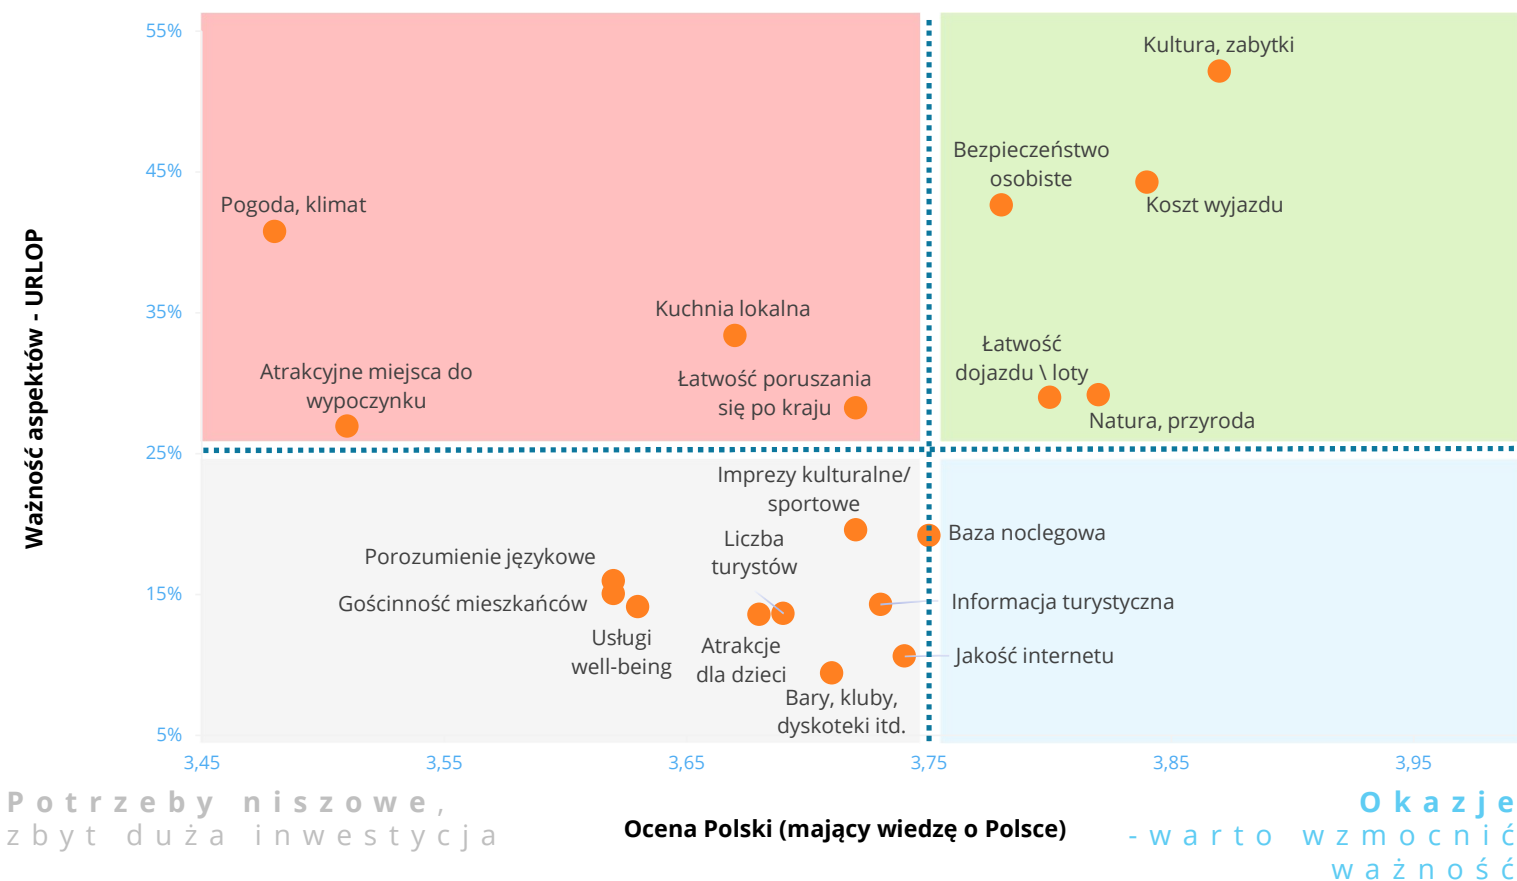 55%
Kultura, zabytki
Bezpieczeństwo
osobiste
45%
Koszt wyjazdu
Pogoda, klimat
Ważność aspektów - URLOP
35%
Kuchnia lokalna
Łatwość
dojazdu \ loty
Atrakcyjne miejsca do
wypoczynku
Łatwość poruszania
się po kraju
Natura, przyroda
25%
Imprezy kulturalne/
sportowe
Baza noclegowa
Liczba
turystów
Porozumienie językowe
15%
Gościnność mieszkańców
Informacja turystyczna
Usługi
well-being
Atrakcje
dla dzieci
Jakość internetu
Bary, kluby,
dyskoteki itd.
5%
3,45 3,55 3,65 3,75 3,85 3,95
Potrzeby niszowe,
zbyt duża inwestycja
Ocena Polski (mający wiedzę o Polsce)
Okazje
-warto wzmocnić
ważność